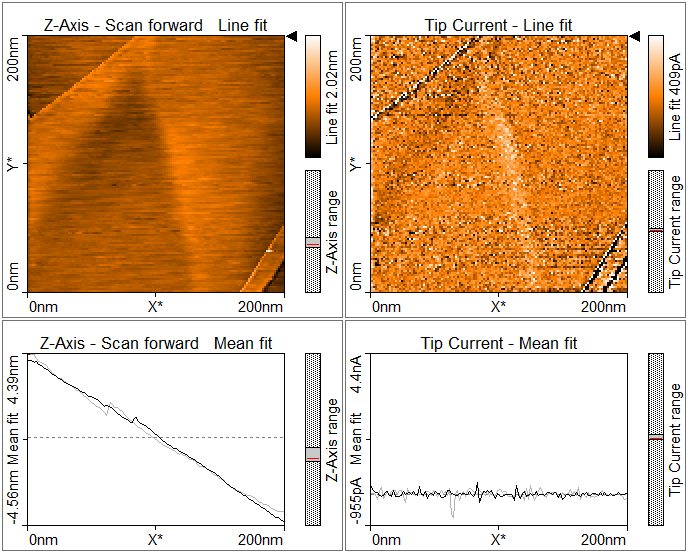 Z-Axis - Scan forward   Line fit
200nm
Y*
0nm
0nm
X*
200nm
Line fit 2.02nm
Z-Axis range
Tip Current - Line fit
200nm
Y*
0nm
0nm
X*
200nm
Line fit 409pA
Tip Current range
Z-Axis - Scan forward   Mean fit
-4.56nm   Mean fit   4.39nm
0nm
X*
200nm
Z-Axis range
Tip Current - Mean fit
-955pA   Mean fit   4.4nA
0nm
X*
200nm
Tip Current range